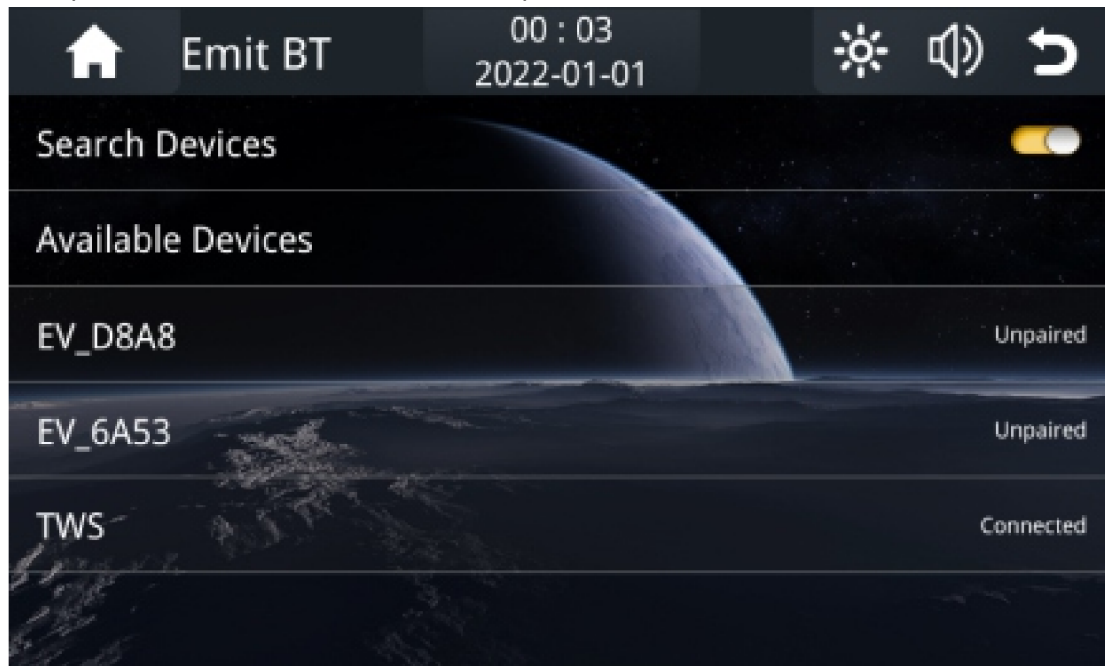 Emit BT
00 : 03
2022-01-01
Search Devices
Available Devices
EV_D8A8 Unpaired
EV_6A53 Unpaired
TWS Connected